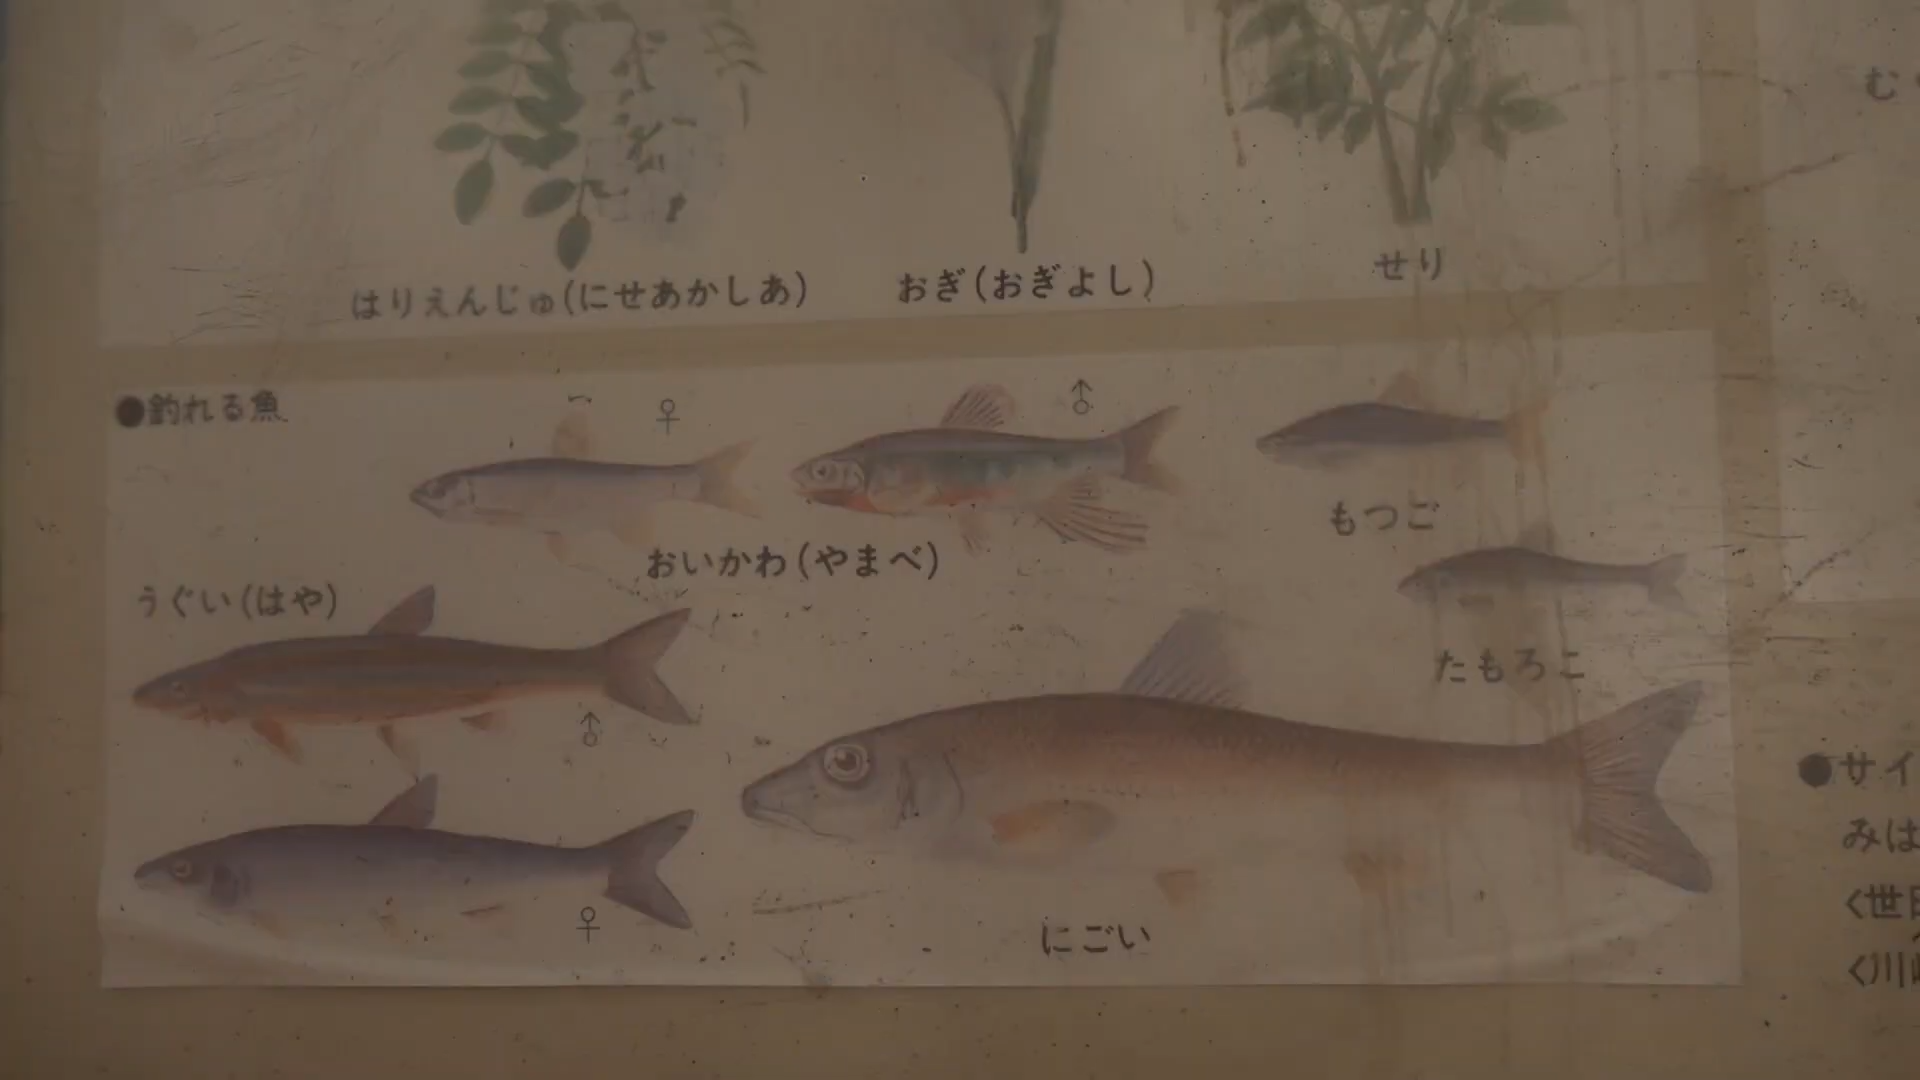 はりえんじゅ(にせあかしあ)
おぎ(おぎよし)
せり
●釣れる魚
♀
♂
おいかわ(やまべ)
もつご
たもろこ
うぐい(はや)
♂
♀
にごい
む
●サイ
みは
<世
<川